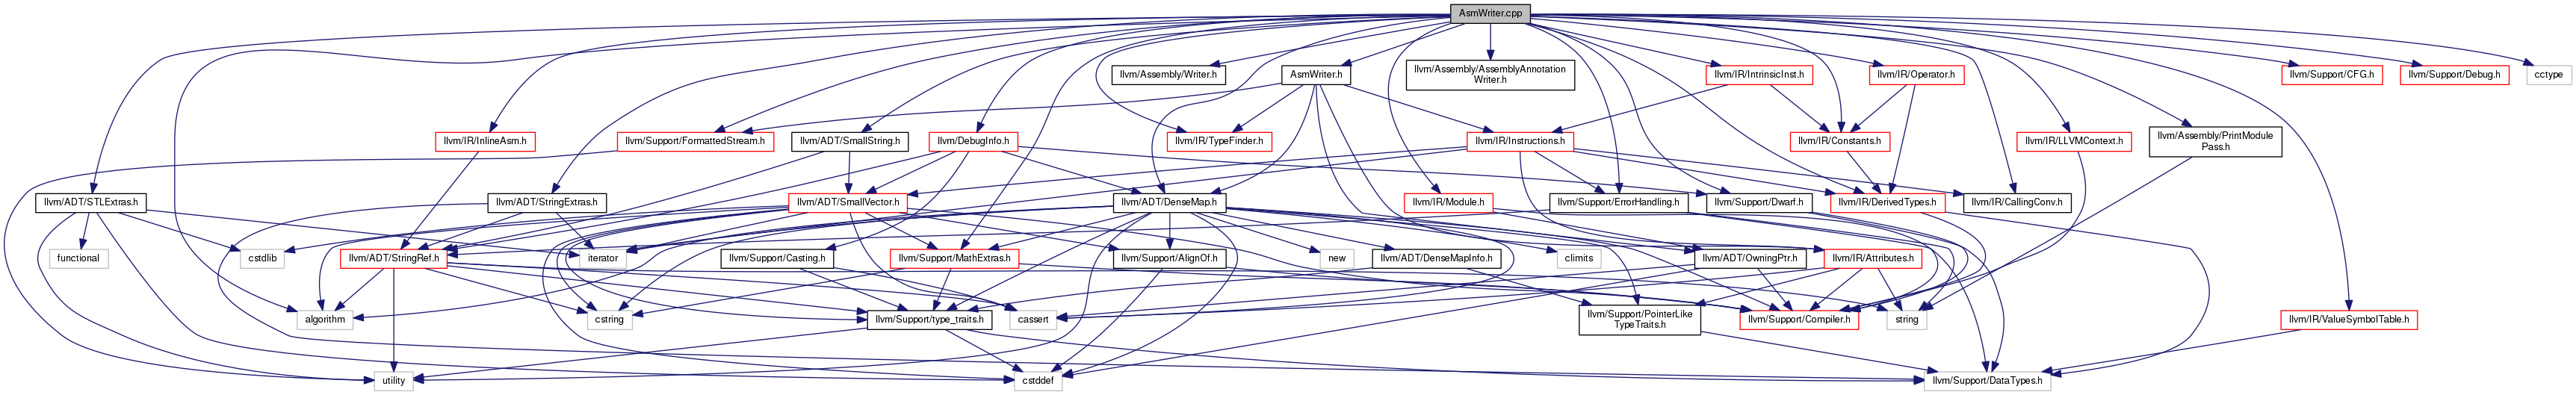 AsmWriter.cpp
llvm/Assembly/Writer.h
AsmWriter.h
llvm/Assembly/AssemblyAnnotation
Writer.h
llvm/IR/IntrinsicInst.h
llvm/IR/Operator.h
llvm/Support/CFG.h
llvm/Support/Debug.h
cctype
llvm/IR/InlineAsm.h
llvm/Support/FormattedStream.h
llvm/ADT/SmallString.h
llvm/DebugInfo.h
llvm/IR/TypeFinder.h
llvm/IR/Instructions.h
llvm/IR/Constants.h
llvm/IR/LLVMContext.h
llvm/Assembly/PrintModule
Pass.h
llvm/ADT/STLExtras.h
llvm/ADT/StringExtras.h
llvm/ADT/SmallVector.h
llvm/ADT/DenseMap.h
llvm/IR/Module.h
llvm/Support/ErrorHandling.h
llvm/Support/Dwarf.h
llvm/IR/DerivedTypes.h
llvm/IR/CallingConv.h
functional
cstdlib
llvm/ADT/StringRef.h
iterator
llvm/Support/Casting.h
llvm/Support/MathExtras.h
llvm/Support/AlignOf.h
new
llvm/ADT/DenseMapInfo.h
climits
llvm/ADT/OwningPtr.h
llvm/IR/Attributes.h
algorithm
cstring
llvm/Support/type_traits.h
cassert
llvm/Support/PointerLike
TypeTraits.h
llvm/Support/Compiler.h
string
llvm/IR/ValueSymbolTable.h
utility
cstddef
llvm/Support/DataTypes.h